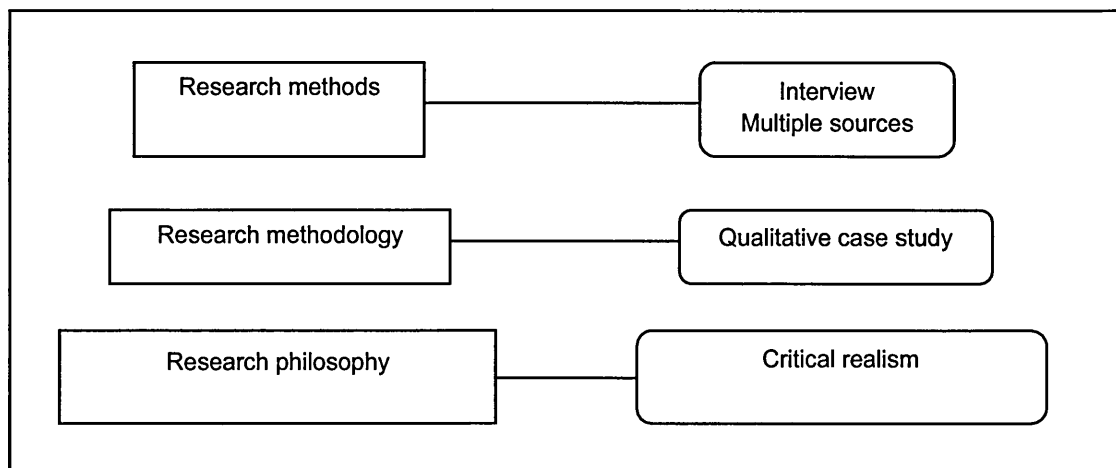 Research methods
Interview
Multiple sources
Research methodology
Qualitative case study
Research philosophy
Critical realism